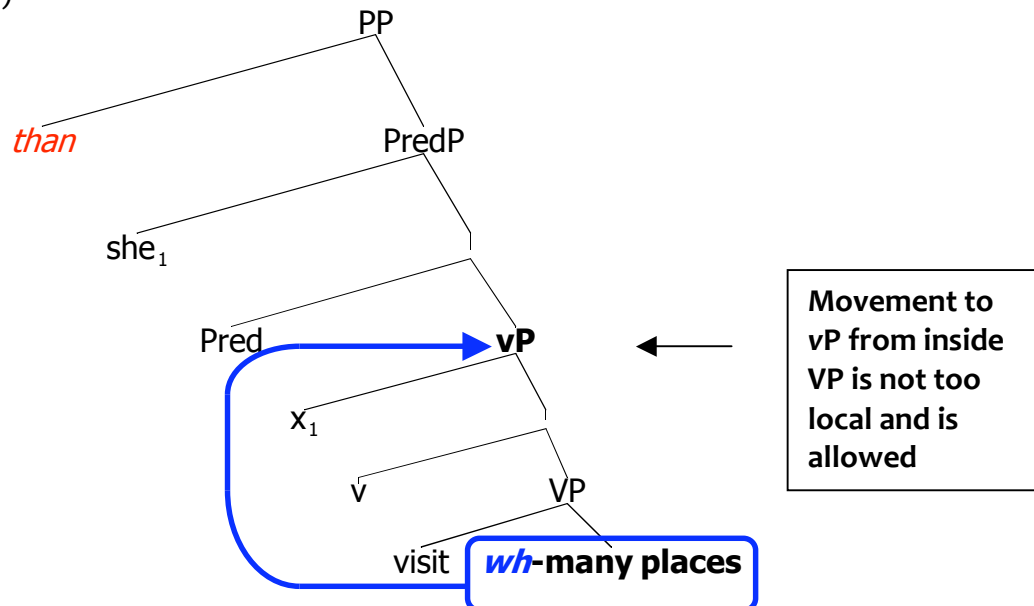 )
PP
than
PredP
she₁
Pred
vP
Movement to
vP from inside
VP is not too
local and is
allowed
x₁
v
VP
visit
wh-many places